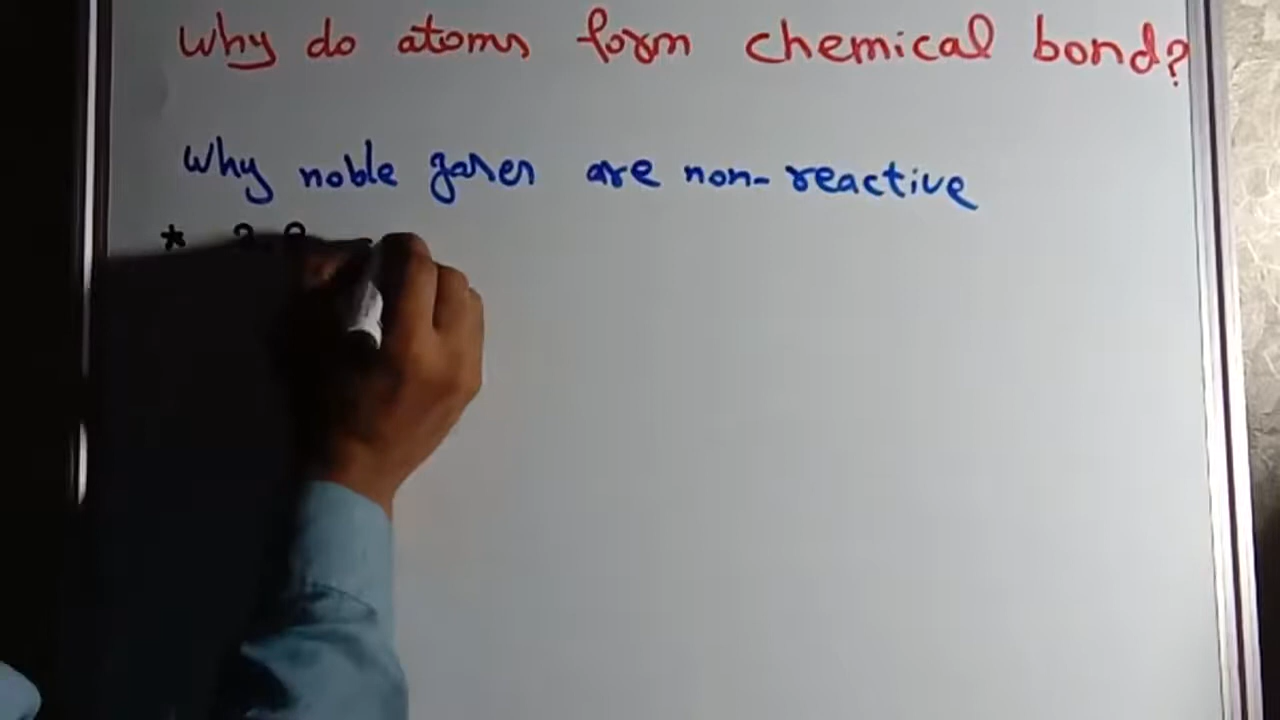 Why do atoms form chemical bond?
Why noble gases are non-reactive
*